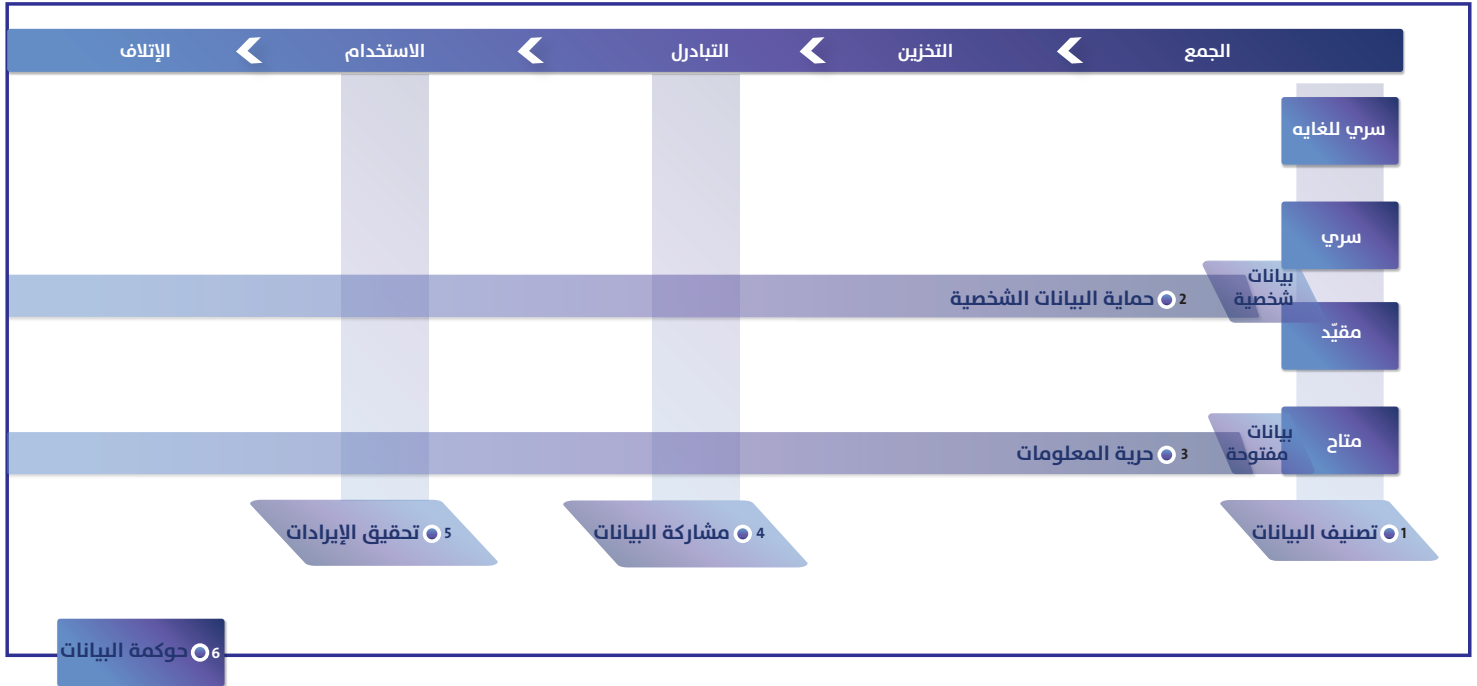 الجمع
التخزين
التبادرل
الاستخدام
الإتلاف
سري للغايه
سري
بيانات
شخصية
2 حماية البيانات الشخصية
مقيّد
متاح
بيانات
مفتوحة
3 حرية المعلومات
1 تصنيف البيانات
4 مشاركة البيانات
5 تحقيق الإيرادات
6 حوكمة البيانات